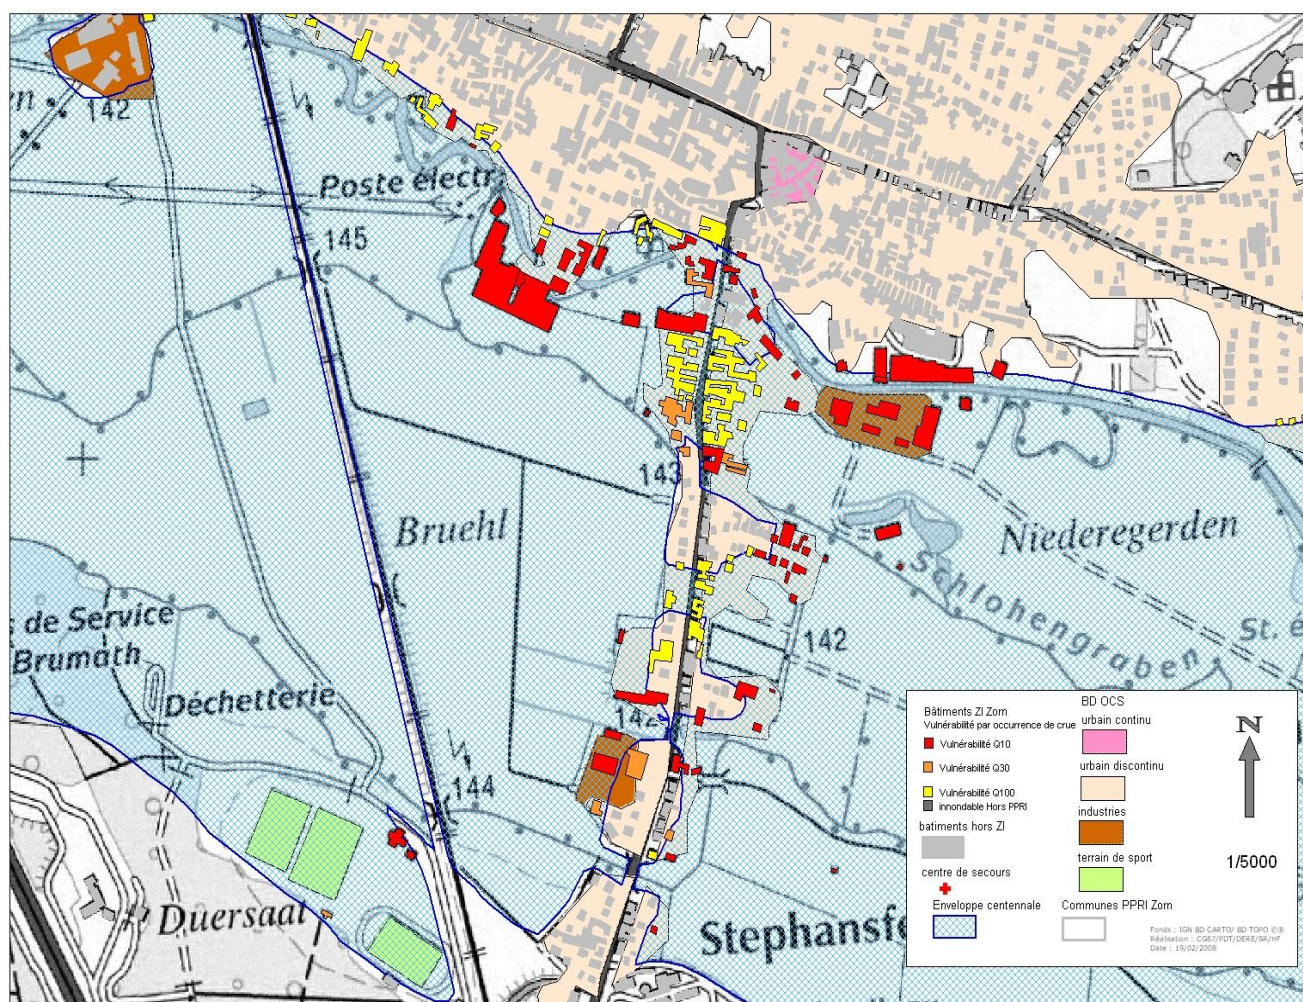 en
142
Poste électr
145
143
Bruehl
Niederegerden
s de Service
Brumath
Schlohengraben
142
St. é
Déchetterie
142
144
Duersaal
Stephansfe
Bâtiments ZI Zorn
Vulnérabilité par occurrence de crue
Vulnérabilité Q10
Vulnérabilité Q30
Vulnérabilité Q100
innondable Hors PPRI
batiments hors ZI
centre de secours
Enveloppe centennale
BD OCS
urbain continu
urbain discontinu
industries
terrain de sport
Communes PPRI Zorn
N
1/5000
Fonds : IGN BD CARTO/ BD TOPO ©®
Réalisation : CG67/PDT/DERE/SR/HF
Date : 19/02/2008